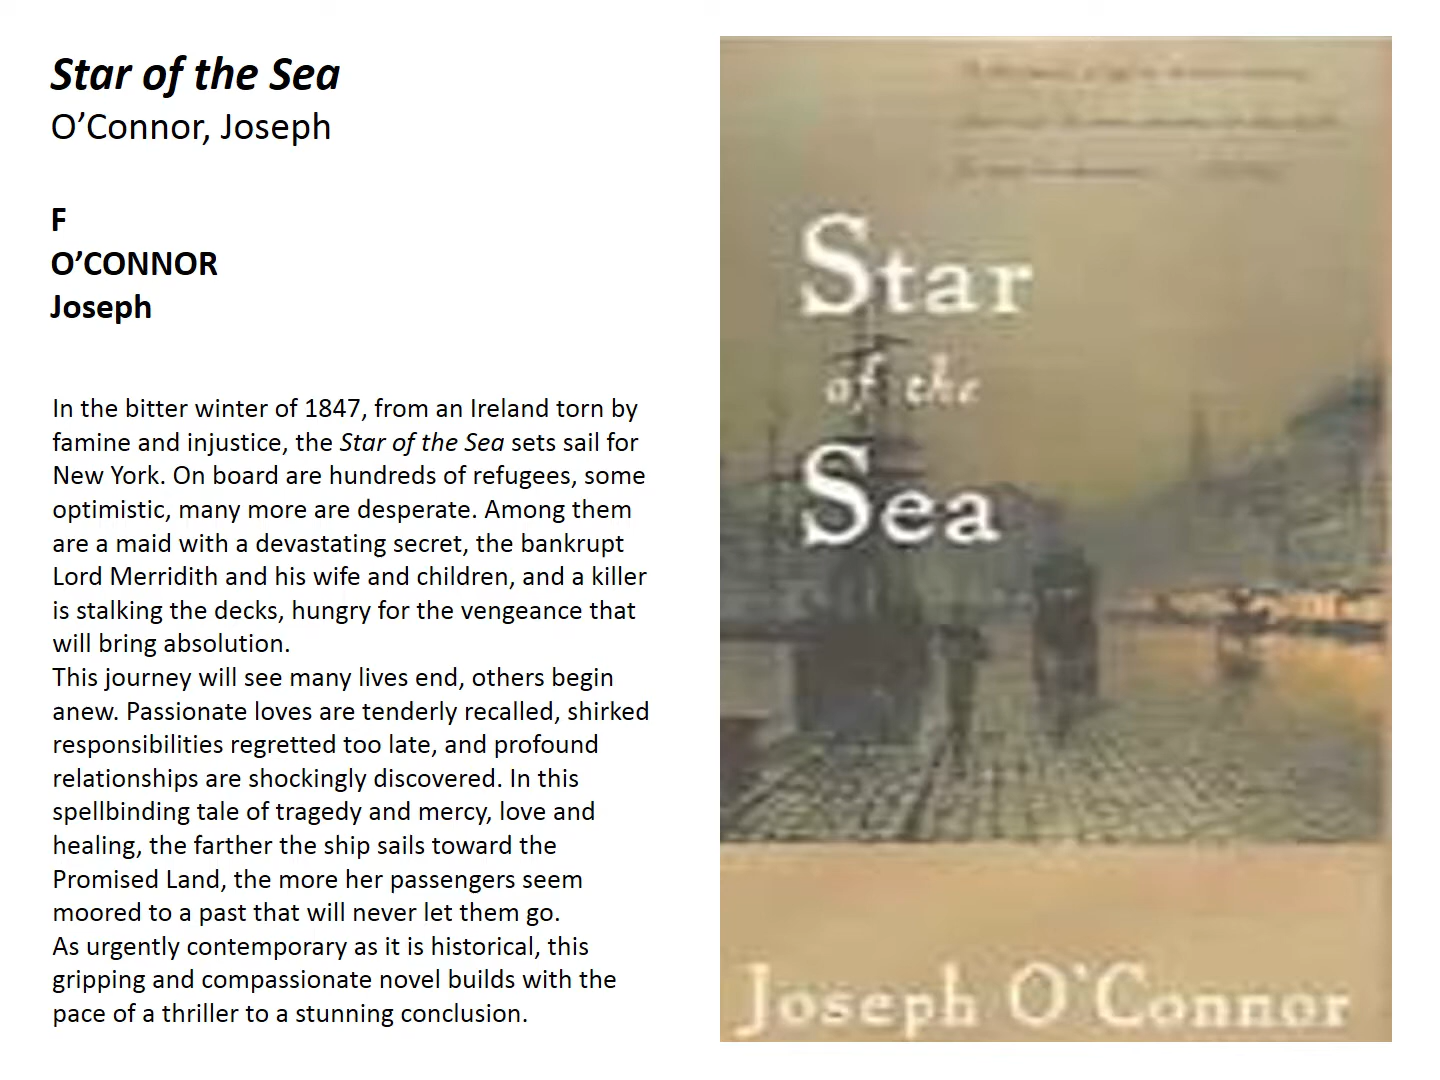 Star of the Sea
O’Connor, Joseph
F
O’CONNOR
Joseph
In the bitter winter of 1847, from an Ireland torn by
famine and injustice, the Star of the Sea sets sail for
New York. On board are hundreds of refugees, some
optimistic, many more are desperate. Among them
are a maid with a devastating secret, the bankrupt
Lord Merridith and his wife and children, and a killer
is stalking the decks, hungry for the vengeance that
will bring absolution.
This journey will see many lives end, others begin
anew. Passionate loves are tenderly recalled, shirked
responsibilities regretted too late, and profound
relationships are shockingly discovered. In this
spellbinding tale of tragedy and mercy, love and
healing, the farther the ship sails toward the
Promised Land, the more her passengers seem
moored to a past that will never let them go.
As urgently contemporary as it is historical, this
gripping and compassionate novel builds with the
pace of a thriller to a stunning conclusion.
Star
of the
Sea
Joseph O'Connor